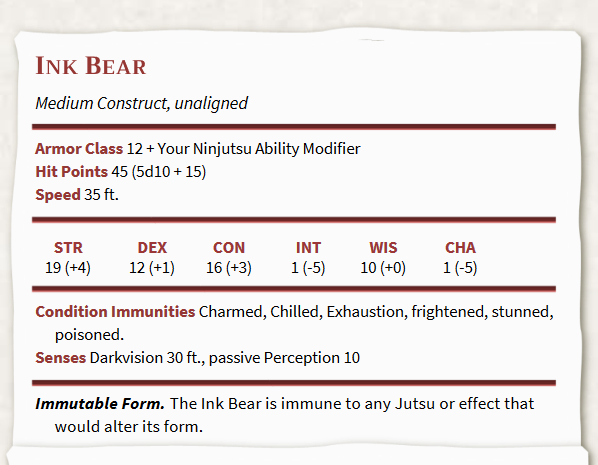 INK BEAR
Medium Construct, unaligned
Armor Class 12 + Your Ninjutsu Ability Modifier
Hit Points 45 (5d10 + 15)
Speed 35 ft.
STR DEX CON INT WIS CHA
19 (+4) 12 (+1) 16 (+3) 1 (-5) 10 (+0) 1 (-5)
Condition Immunities Charmed, Chilled, Exhaustion, frightened, stunned,
poisoned.
Senses Darkvision 30 ft., passive Perception 10
Immutable Form. The Ink Bear is immune to any Jutsu or effect that
would alter its form.